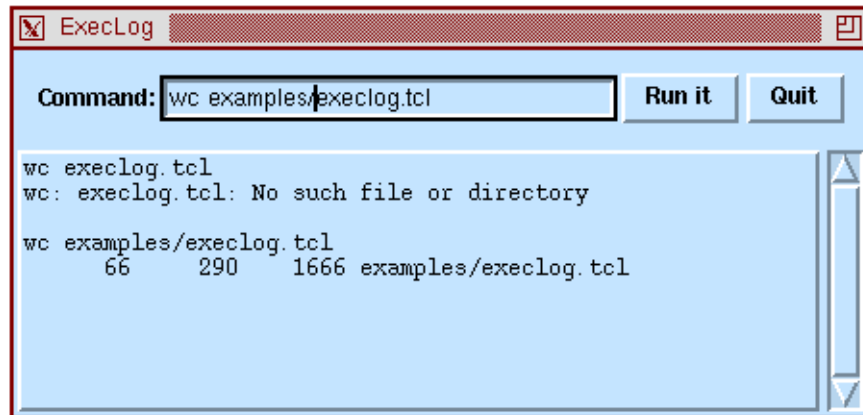 ExecLog
Command: wc examples/execlog.tcl Run it Quit
wc execlog.tcl
wc: execlog.tcl: No such file or directory
wc examples/execlog.tcl
66 290 1666 examples/execlog.tcl